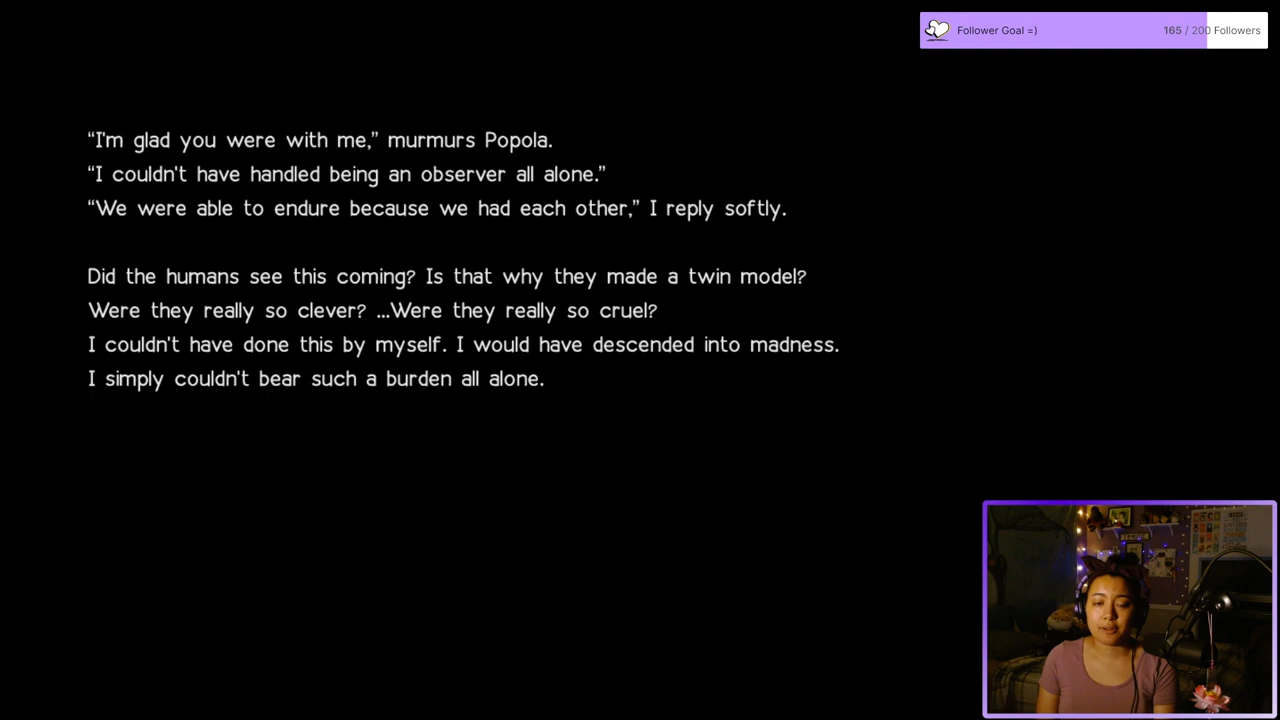 Follower Goal =)
165 / 200 Followers
“I'm glad you were with me,” murmurs Popola.
“I couldn't have handled being an observer all alone.”
“We were able to endure because we had each other,” I reply softly.
Did the humans see this coming? Is that why they made a twin model?
Were they really so clever? ...Were they really so cruel?
I couldn't have done this by myself. I would have descended into madness.
I simply couldn't bear such a burden all alone.